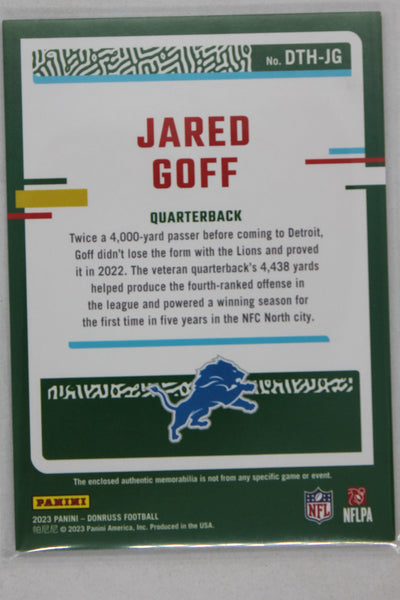 No. DTH-JG
JARED
GOFF
QUARTERBACK
Twice a 4,000-yard passer before coming to Detroit,
Goff didn't lose the form with the Lions and proved
it in 2022. The veteran quarterback's 4,438 yards
helped produce the fourth-ranked offense in
the league and powered a winning season for
the first time in five years in the NFC North city.
The enclosed authentic memorabilia is not from any specific game or event.
PANINI
NFL
NFLPA
2023 PANINI – DONRUSS FOOTBALL
帕尼尼 © 2023 Panini America, Inc. Produced in the USA.